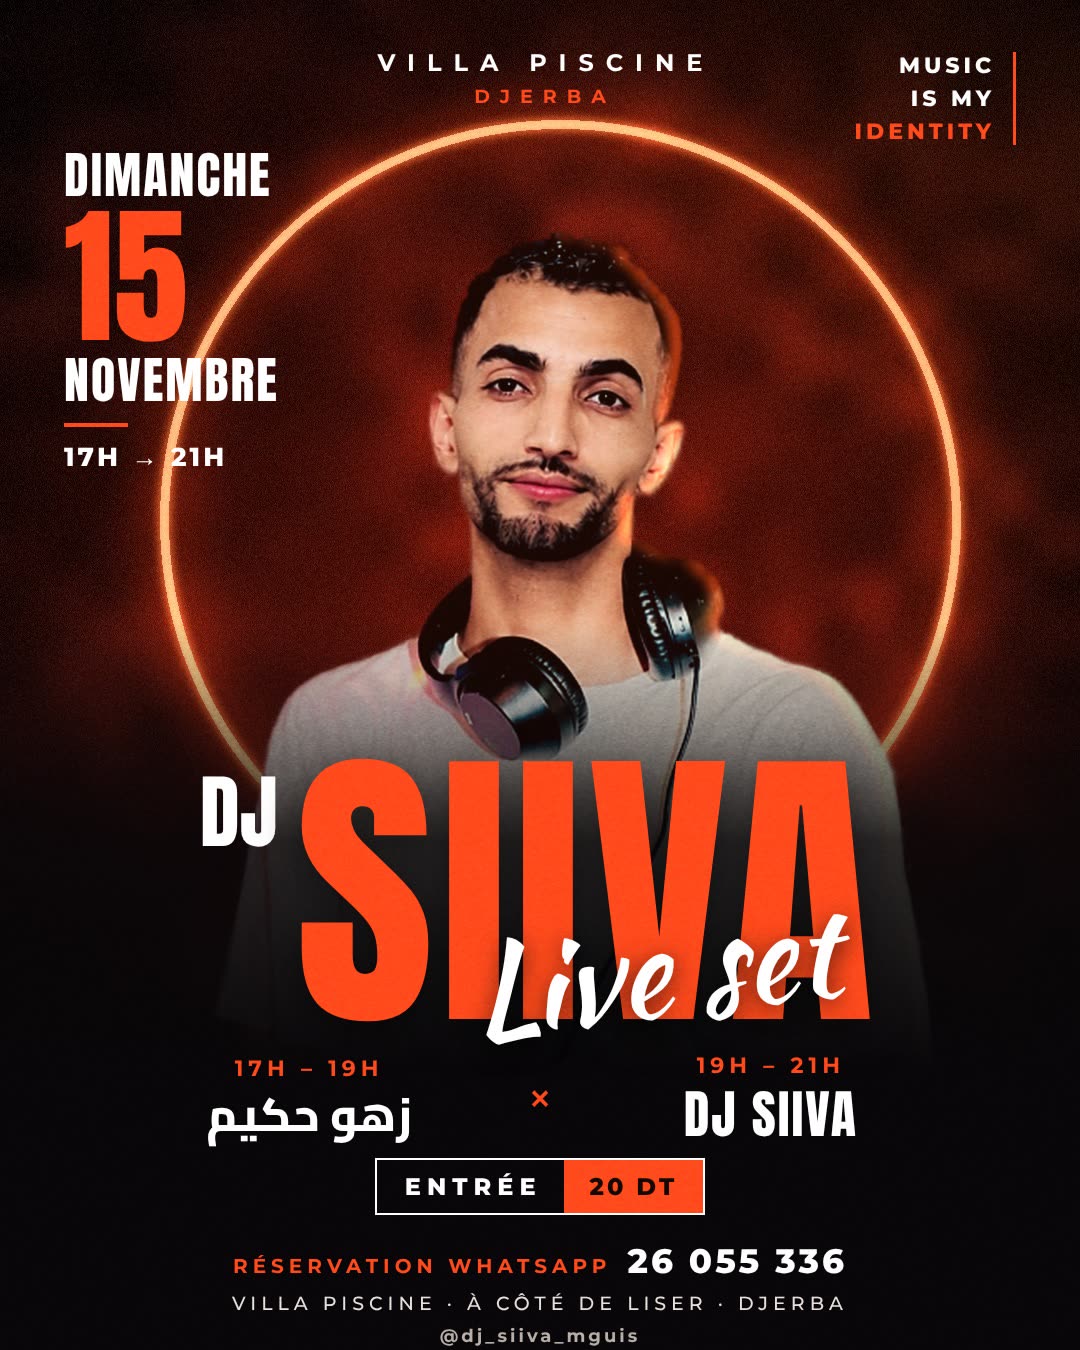 VILLA PISCINE
DJERBA
MUSIC
IS MY
IDENTITY
DIMANCHE
15
NOVEMBRE
17H → 21H
DJ SIIVA
Live set
17H – 19H
زهو حكيم
×
19H – 21H
DJ SIIVA
ENTRÉE 20 DT
RÉSERVATION WHATSAPP 26 055 336
VILLA PISCINE · À CÔTÉ DE LISER · DJERBA
@dj_siiva_mguis